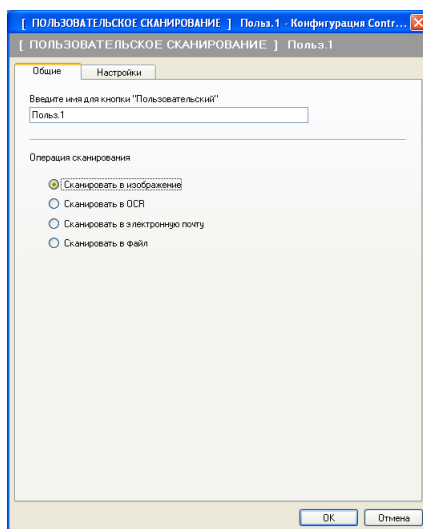 [ ПОЛЬЗОВАТЕЛЬСКОЕ СКАНИРОВАНИЕ ] Польз.1 - Конфигурация Contr...
[ ПОЛЬЗОВАТЕЛЬСКОЕ СКАНИРОВАНИЕ ] Польз.1
Общие Настройки
Введите имя для кнопки "Пользовательский"
Польз.1
Операция сканирования
Сканировать в изображение
Сканировать в OCR
Сканировать в электронную почту
Сканировать в файл
OK Отмена